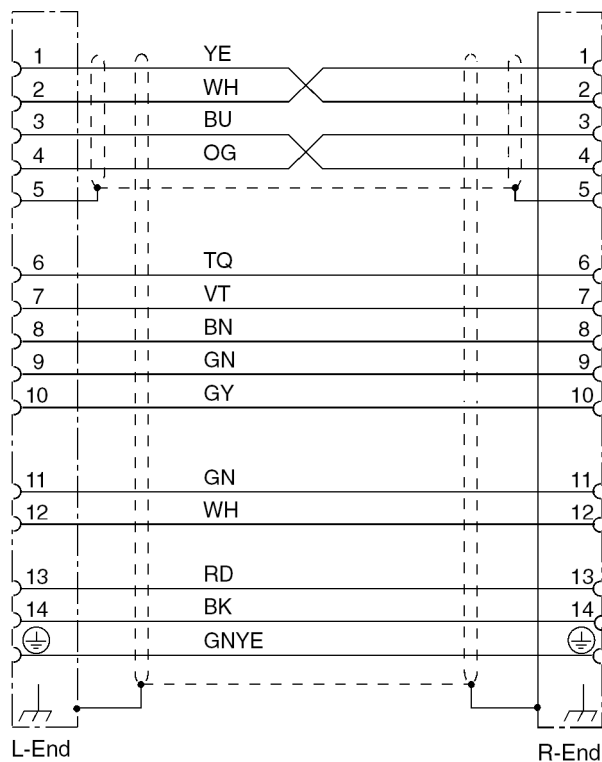 1 YE 1
2 WH 2
3 BU 3
4 OG 4
5 5
6 TQ 6
7 VT 7
8 BN 8
9 GN 9
10 GY 10
11 GN 11
12 WH 12
13 RD 13
14 BK 14
GNYE
L-End R-End